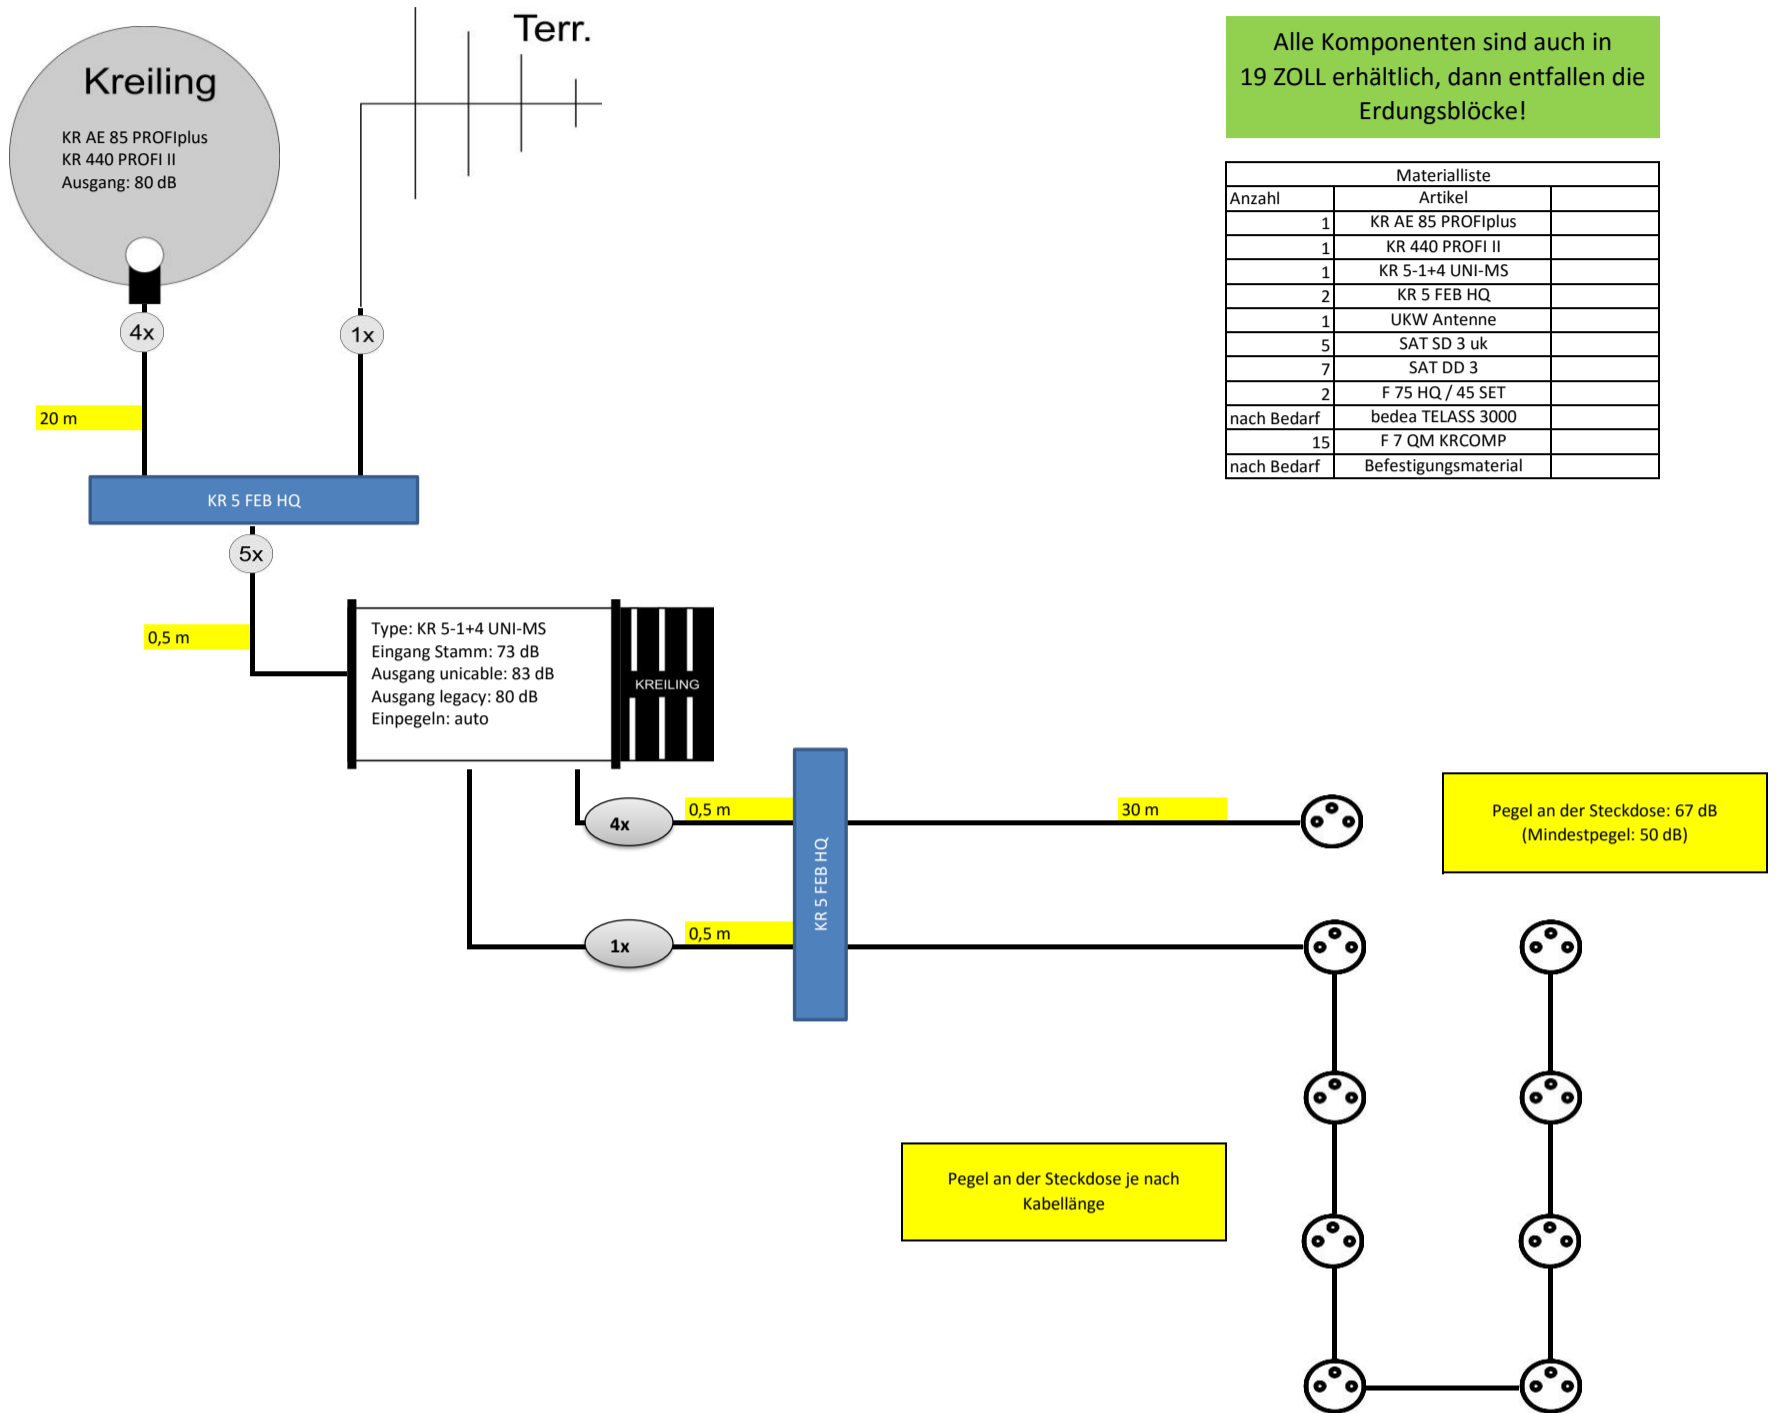 Terr.
Kreiling
KR AE 85 PROFIplus
KR 440 PROFI II
Ausgang: 80 dB
Alle Komponenten sind auch in
19 ZOLL erhältlich, dann entfallen die
Erdungsblöcke!
Materialliste
Anzahl Artikel
1 KR AE 85 PROFIplus
1 KR 440 PROFI II
1 KR 5-1+4 UNI-MS
2 KR 5 FEB HQ
1 UKW Antenne
5 SAT SD 3 uk
7 SAT DD 3
2 F 75 HQ / 45 SET
nach Bedarf bedea TELASS 3000
15 F 7 QM KRCOMP
nach Bedarf Befestigungsmaterial
4x
1x
20 m
KR 5 FEB HQ
5x
0,5 m
Type: KR 5-1+4 UNI-MS
Eingang Stamm: 73 dB
Ausgang unicable: 83 dB
Ausgang legacy: 80 dB
Einpegeln: auto
KREILING
4x
0,5 m
30 m
Pegel an der Steckdose: 67 dB
(Mindestpegel: 50 dB)
KR 5 FEB HQ
1x
0,5 m
Pegel an der Steckdose je nach
Kabellänge